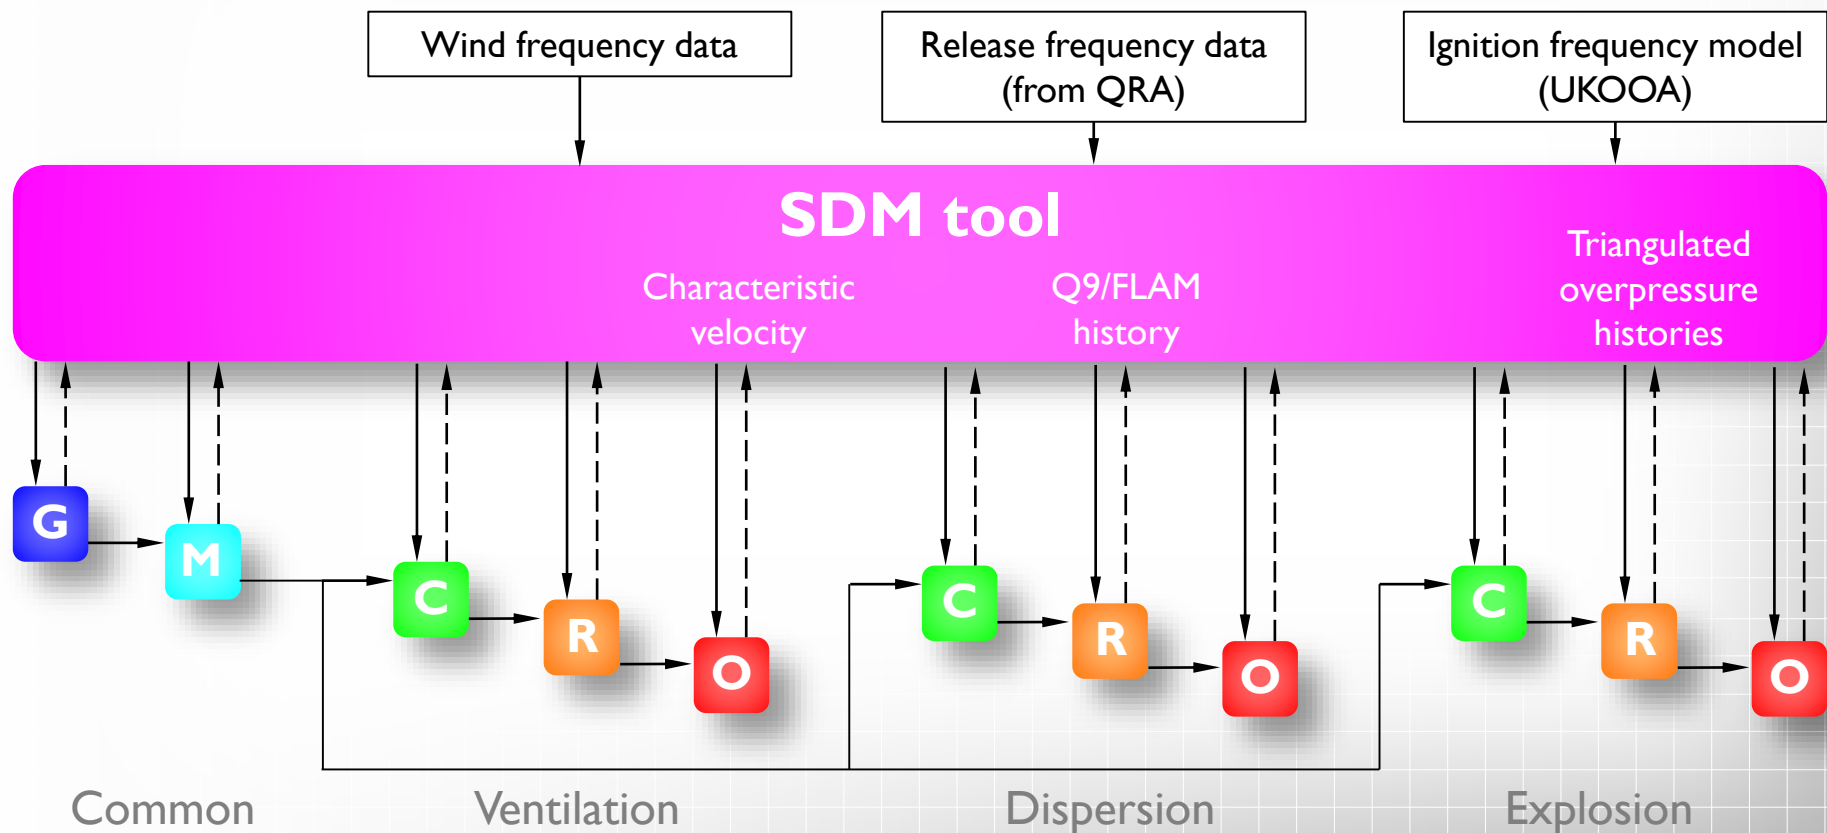 Wind frequency data
Release frequency data
(from QRA)
Ignition frequency model
(UKOOA)
SDM tool
Characteristic
velocity
Q9/FLAM
history
Triangulated
overpressure
histories
G
M
C
R
O
C
R
O
C
R
O
Common
Ventilation
Dispersion
Explosion